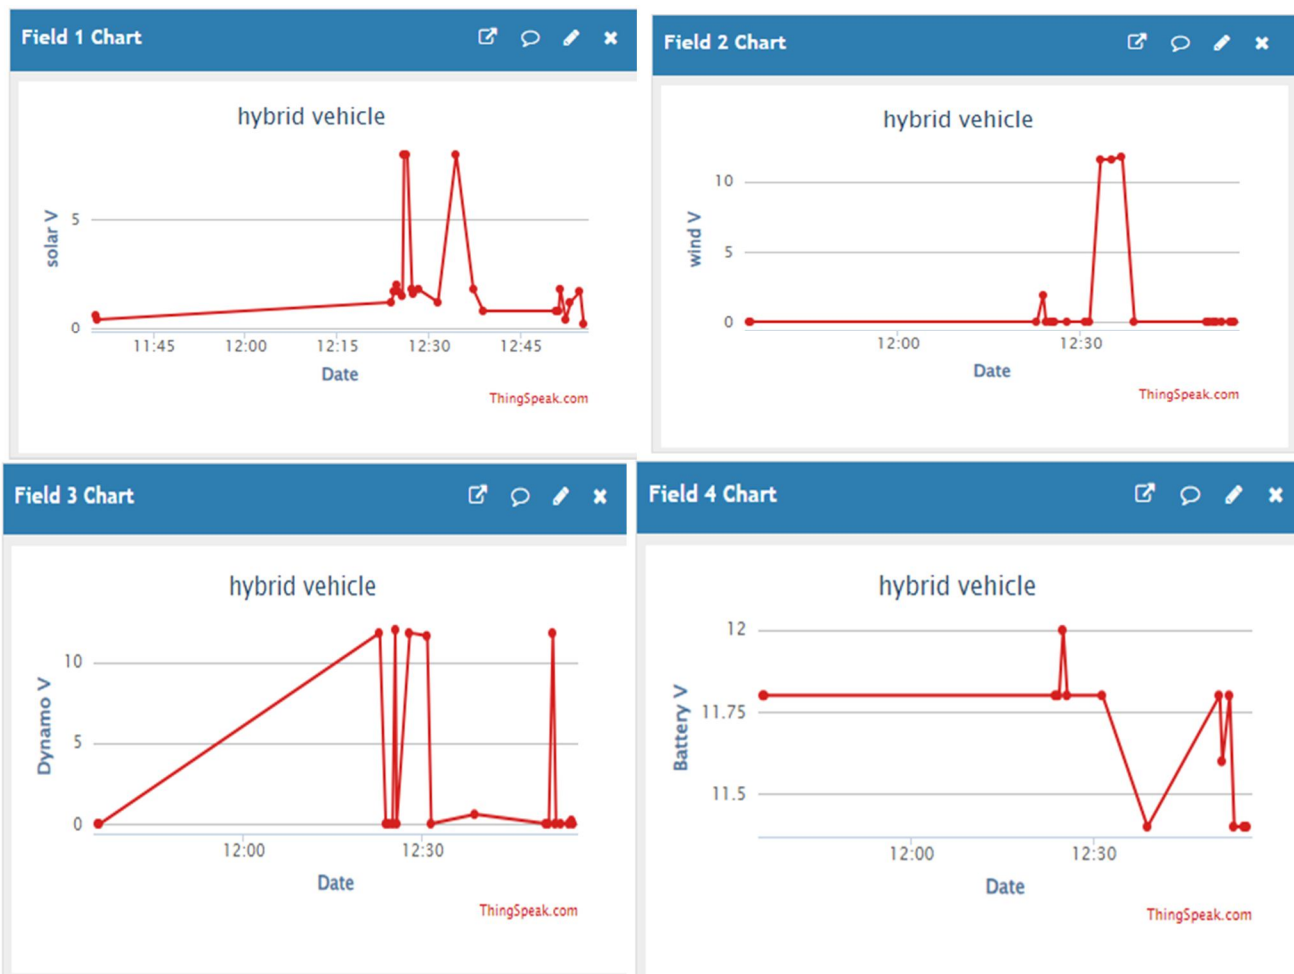 Field 1 Chart
hybrid vehicle
solar V
5
0
11:45 12:00 12:15 12:30 12:45
Date
ThingSpeak.com
Field 2 Chart
hybrid vehicle
wind V
10
5
0
12:00 12:30
Date
ThingSpeak.com
Field 3 Chart
hybrid vehicle
Dynamo V
10
5
0
12:00 12:30
Date
ThingSpeak.com
Field 4 Chart
hybrid vehicle
Battery V
12
11.75
11.5
12:00 12:30
Date
ThingSpeak.com